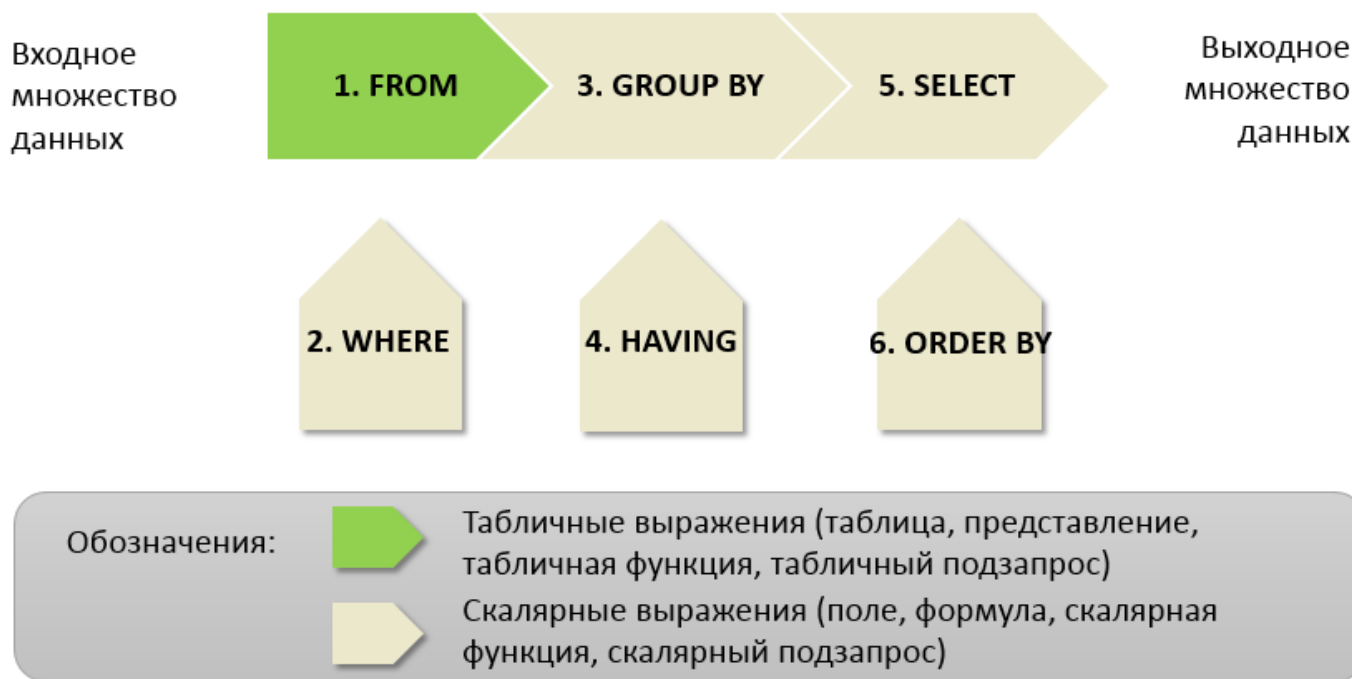 Входное
множество
данных
1. FROM
3. GROUP BY
5. SELECT
Выходное
множество
данных
2. WHERE
4. HAVING
6. ORDER BY
Обозначения:
Табличные выражения (таблица, представление,
табличная функция, табличный подзапрос)
Скалярные выражения (поле, формула, скалярная
функция, скалярный подзапрос)